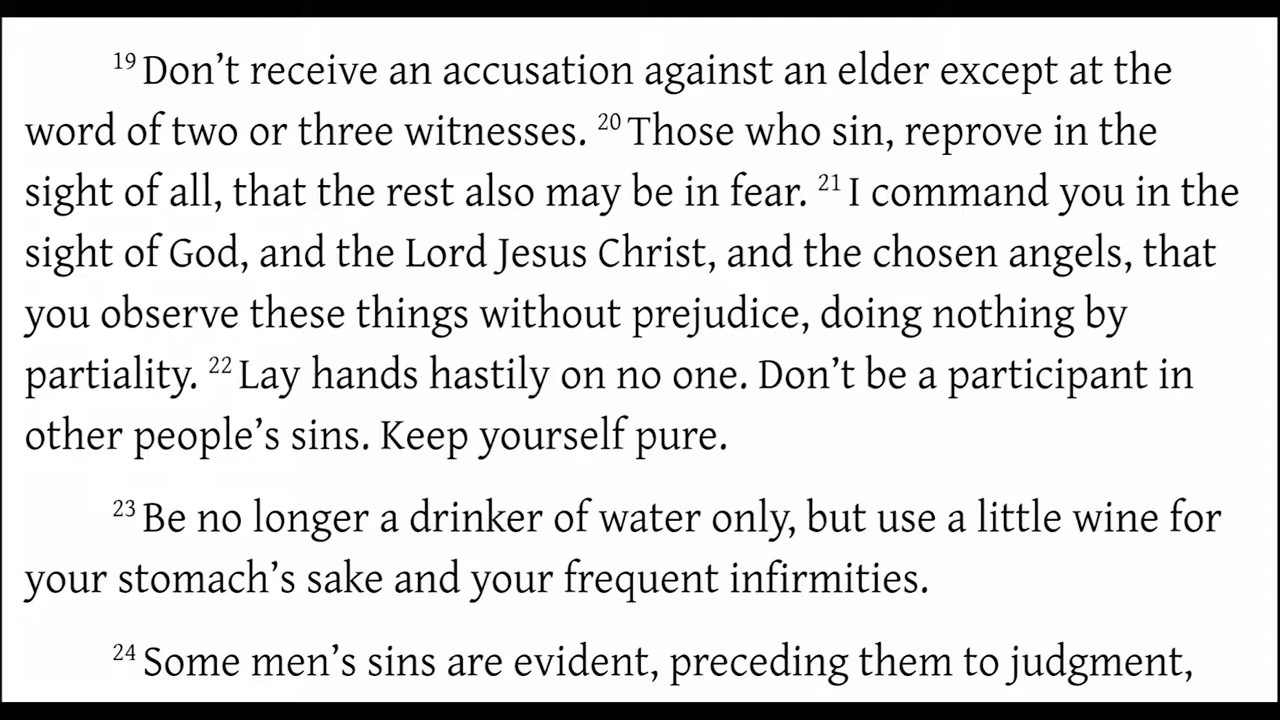 19 Don’t receive an accusation against an elder except at the
word of two or three witnesses. 20 Those who sin, reprove in the
sight of all, that the rest also may be in fear. 21 I command you in the
sight of God, and the Lord Jesus Christ, and the chosen angels, that
you observe these things without prejudice, doing nothing by
partiality. 22 Lay hands hastily on no one. Don’t be a participant in
other people’s sins. Keep yourself pure.
23 Be no longer a drinker of water only, but use a little wine for
your stomach’s sake and your frequent infirmities.
24 Some men’s sins are evident, preceding them to judgment,